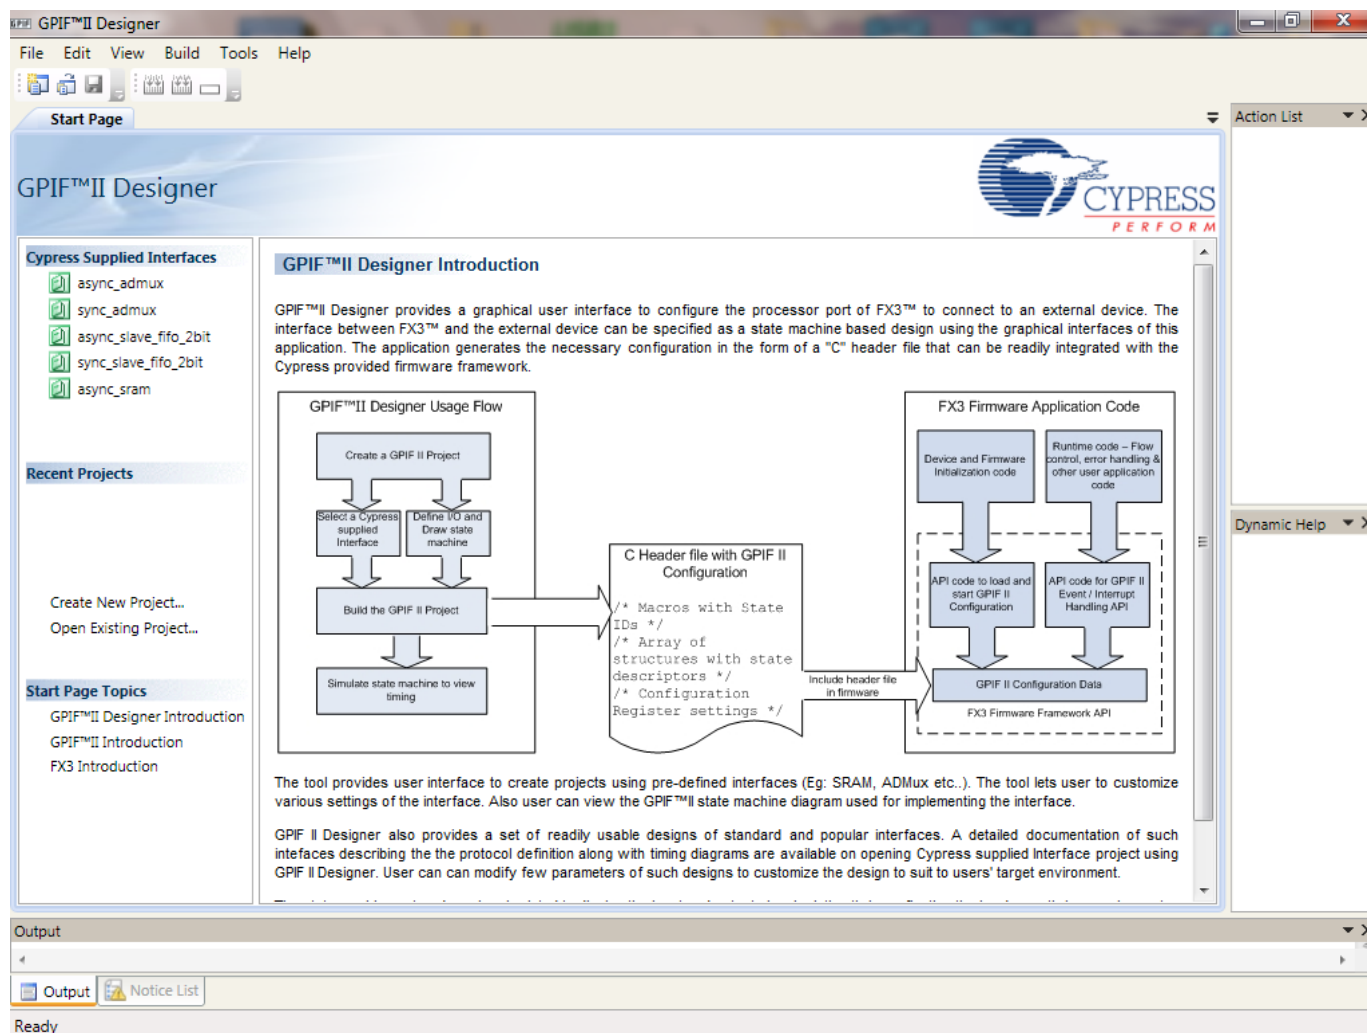 GPIF GPIF™II Designer
File Edit View Build Tools Help
Start Page
Action List
GPIF™II Designer
CYPRESS
PERFORM
Cypress Supplied Interfaces
async_admux
sync_admux
async_slave_fifo_2bit
sync_slave_fifo_2bit
async_sram
Recent Projects
Create New Project...
Open Existing Project...
Start Page Topics
GPIF™II Designer Introduction
GPIF™II Introduction
FX3 Introduction
GPIF™II Designer Introduction
GPIF™II Designer provides a graphical user interface to configure the processor port of FX3™ to connect to an external device. The
interface between FX3™ and the external device can be specified as a state machine based design using the graphical interfaces of this
application. The application generates the necessary configuration in the form of a "C" header file that can be readily integrated with the
Cypress provided firmware framework.
GPIF™II Designer Usage Flow
Create a GPIF II Project
Select a Cypress
supplied
Interface
Define I/O and
Draw state
machine
Build the GPIF II Project
Simulate state machine to view
timing
C Header file with GPIF II
Configuration
/* Macros with State
IDs */
/* Array of
structures with state
descriptors */
/* Configuration
Register settings */
Include header file
in firmware
FX3 Firmware Application Code
Device and Firmware
Initialization code
Runtime code – Flow
control, error handling &
other user application
code
API code to load and
start GPIF II
Configuration
API code for GPIF II
Event / Interrupt
Handling API
GPIF II Configuration Data
FX3 Firmware Framework API
The tool provides user interface to create projects using pre-defined interfaces (Eg: SRAM, ADMux etc..). The tool lets user to customize
various settings of the interface. Also user can view the GPIF™II state machine diagram used for implementing the interface.
GPIF II Designer also provides a set of readily usable designs of standard and popular interfaces. A detailed documentation of such
intefaces describing the the protocol definition along with timing diagrams are available on opening Cypress supplied Interface project using
GPIF II Designer. User can can modify few parameters of such designs to customize the design to suit to users' target environment.
Dynamic Help
Output
Output Notice List
Ready